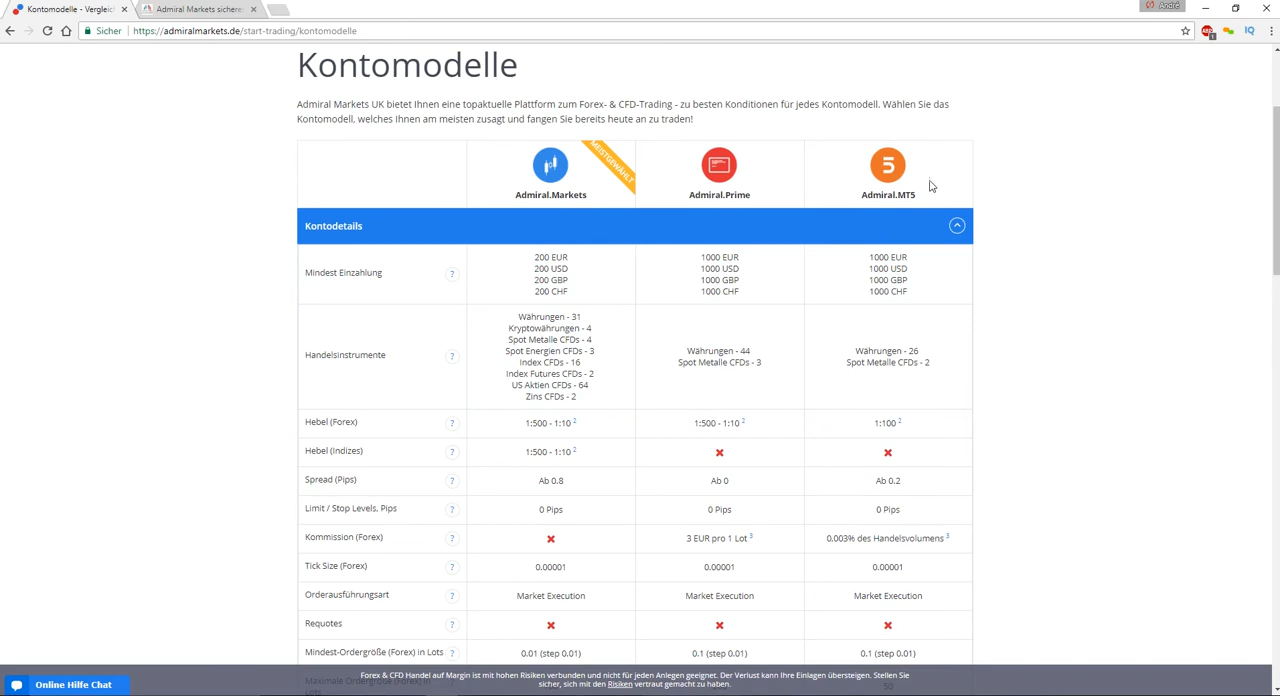 Kontomodelle - Vergleich
Admiral Markets sichere
André
Sicher
https://admiralmarkets.de/start-trading/kontomodelle
IQ
Kontomodelle
Admiral Markets UK bietet Ihnen eine topaktuelle Plattform zum Forex- & CFD-Trading - zu besten Konditionen für jedes Kontomodell. Wählen Sie das
Kontomodell, welches Ihnen am meisten zusagt und fangen Sie bereits heute an zu traden!
MEISTGEWÄHLT
5
Admiral.Markets Admiral.Prime Admiral.MT5
Kontodetails
Mindest Einzahlung ?
200 EUR 1000 EUR 1000 EUR
200 USD 1000 USD 1000 USD
200 GBP 1000 GBP 1000 GBP
200 CHF 1000 CHF 1000 CHF
Handelsinstrumente ?
Währungen - 31
Kryptowährungen - 4
Spot Metalle CFDs - 4
Spot Energien CFDs - 3
Index CFDs - 16
Index Futures CFDs - 2
US Aktien CFDs - 64
Zins CFDs - 2
Währungen - 44
Spot Metalle CFDs - 3
Währungen - 26
Spot Metalle CFDs - 2
Hebel (Forex) ? 1:500 - 1:10 2 1:500 - 1:10 2 1:100 2
Hebel (Indizes) ? 1:500 - 1:10 2
Spread (Pips) ? Ab 0.8 Ab 0 Ab 0.2
Limit / Stop Levels, Pips ? 0 Pips 0 Pips 0 Pips
Kommission (Forex) ? 3 EUR pro 1 Lot 3 0,003% des Handelsvolumens 3
Tick Size (Forex) ? 0.00001 0.00001 0.00001
Orderausführungsart ? Market Execution Market Execution Market Execution
Requotes ?
Mindest-Ordergröße (Forex) in Lots ? 0.01 (step 0.01) 0.1 (step 0.01) 0.1 (step 0.01)
Forex & CFD Handel auf Margin ist mit hohen Risiken verbunden und nicht für jeden Anleger geeignet. Der Verlust kann Ihre Einlagen übersteigen. Stellen Sie
sicher, sich mit den Risiken vertraut gemacht zu haben.
Online Hilfe Chat